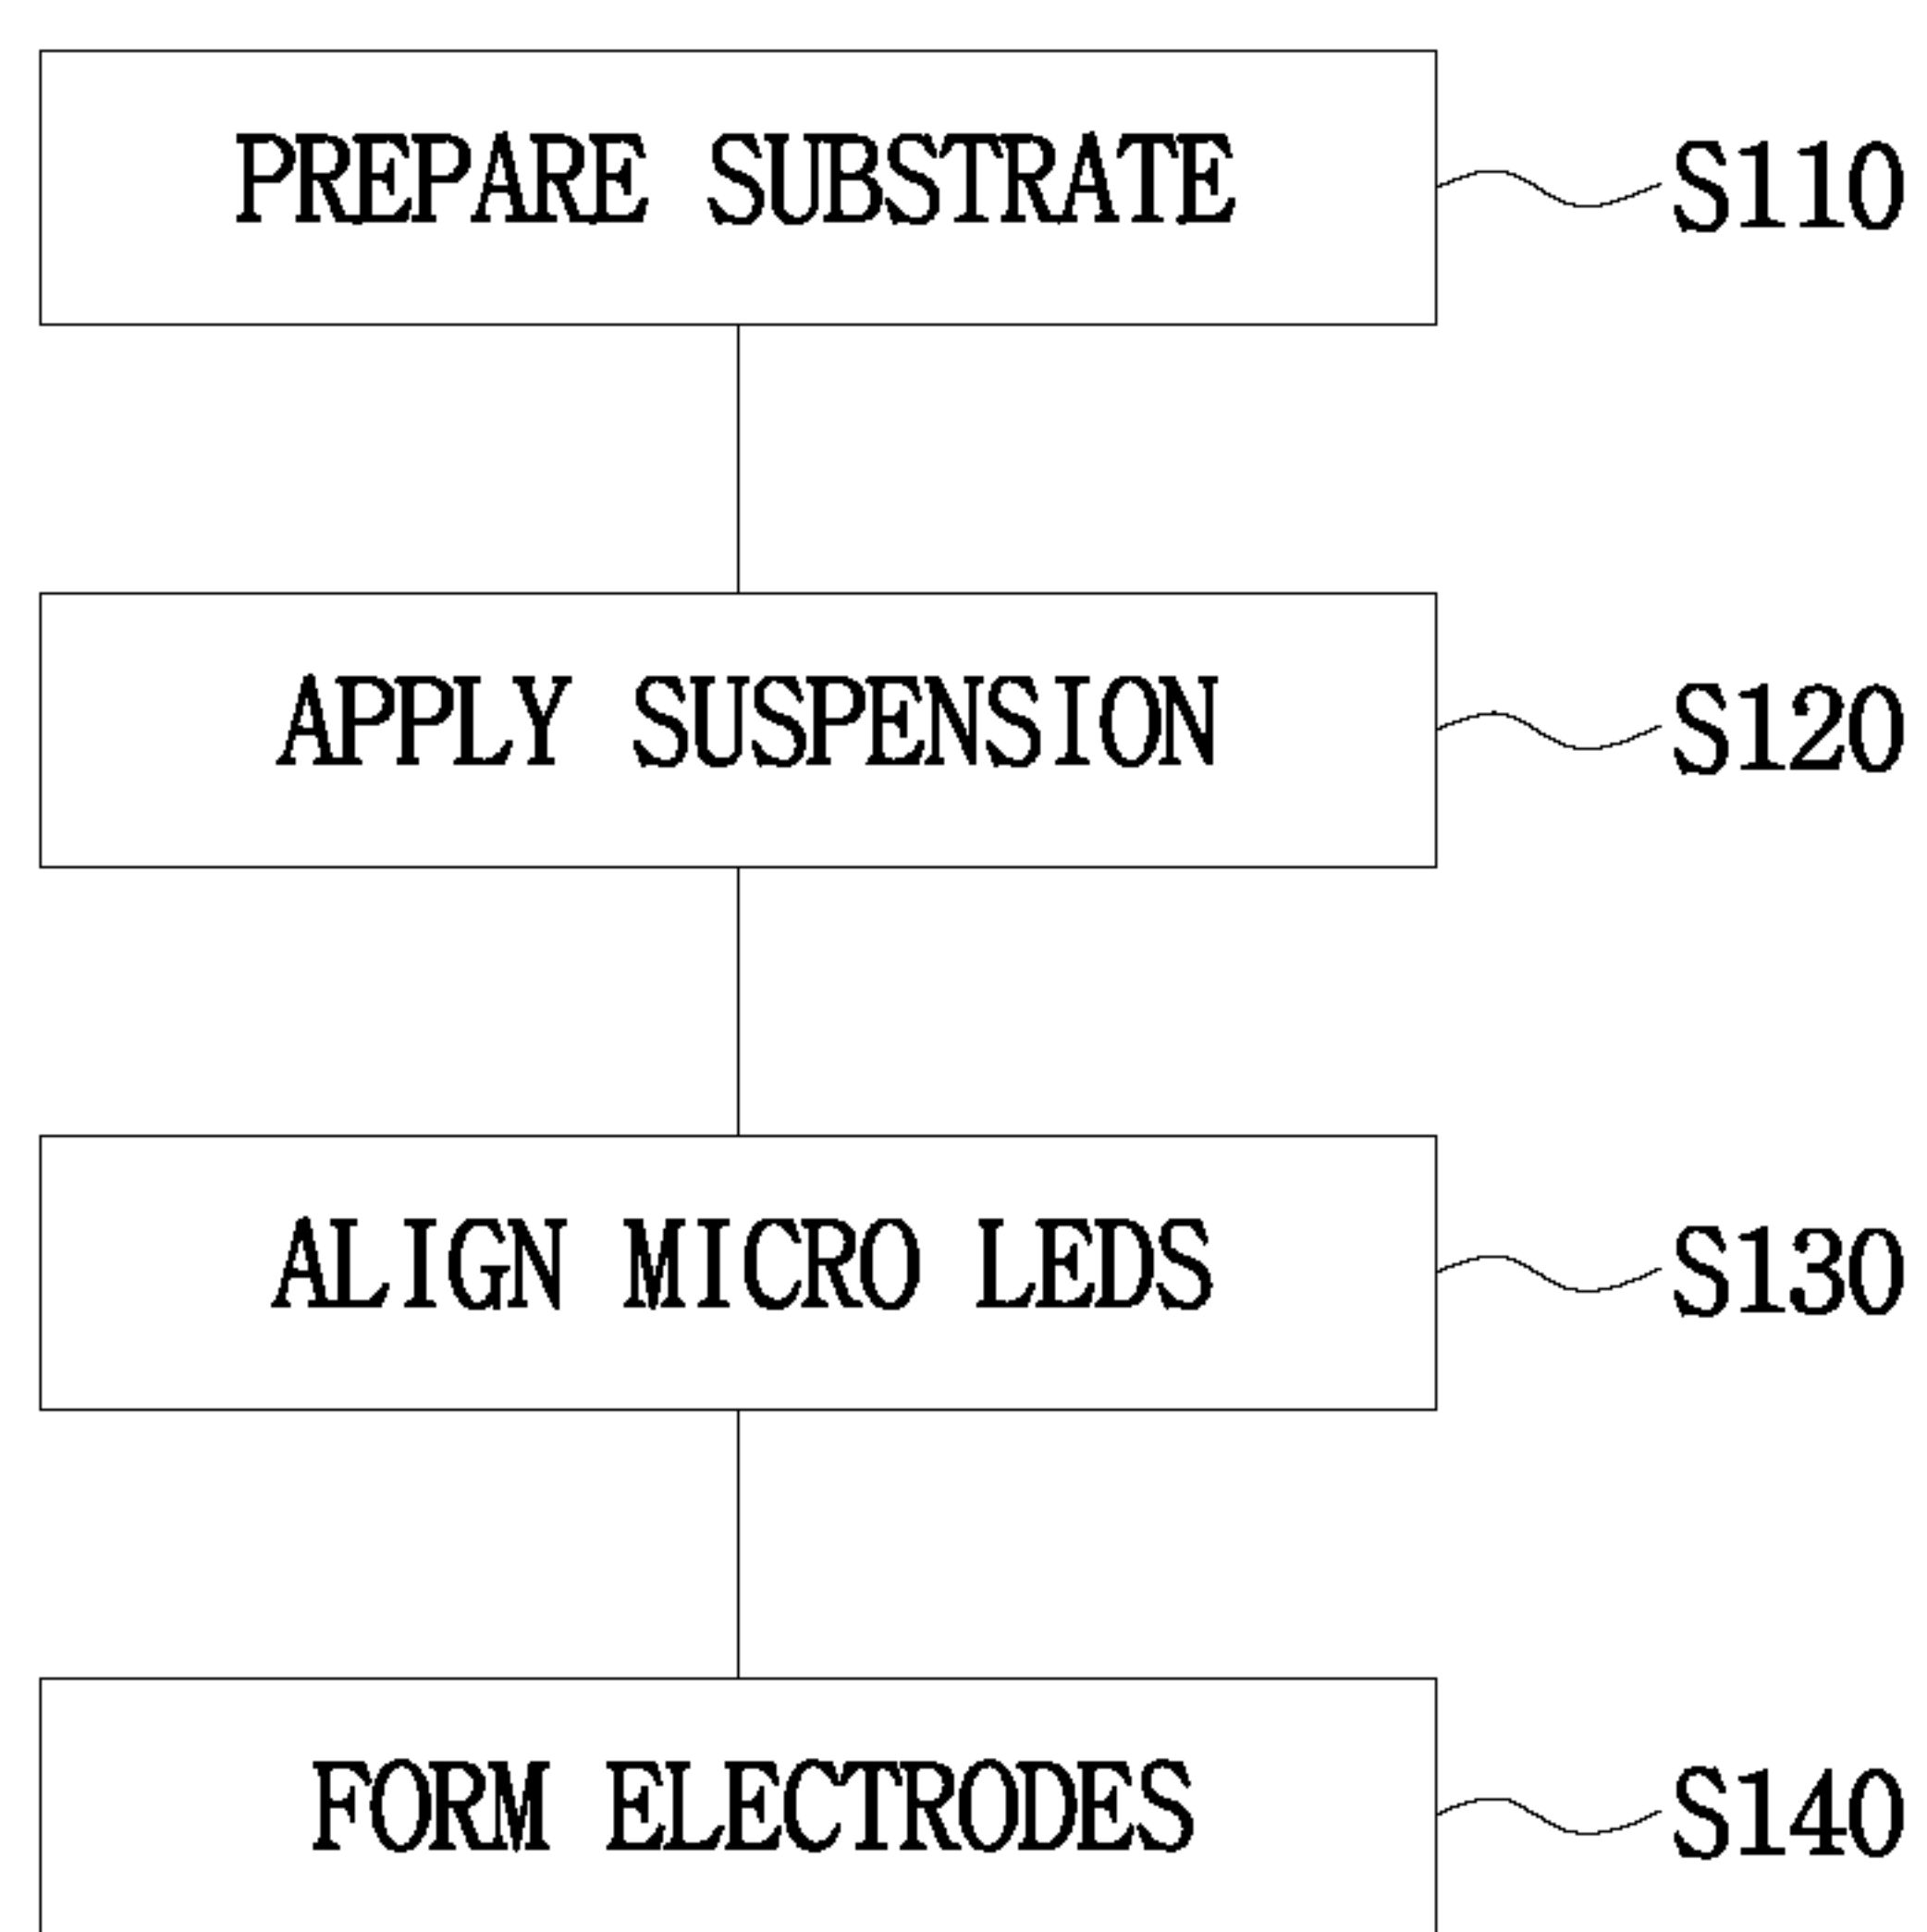 PREPARE SUBSTRATE S110
APPLY SUSPENSION S120
ALIGN MICRO LEDS S130
FORM ELECTRODES S140